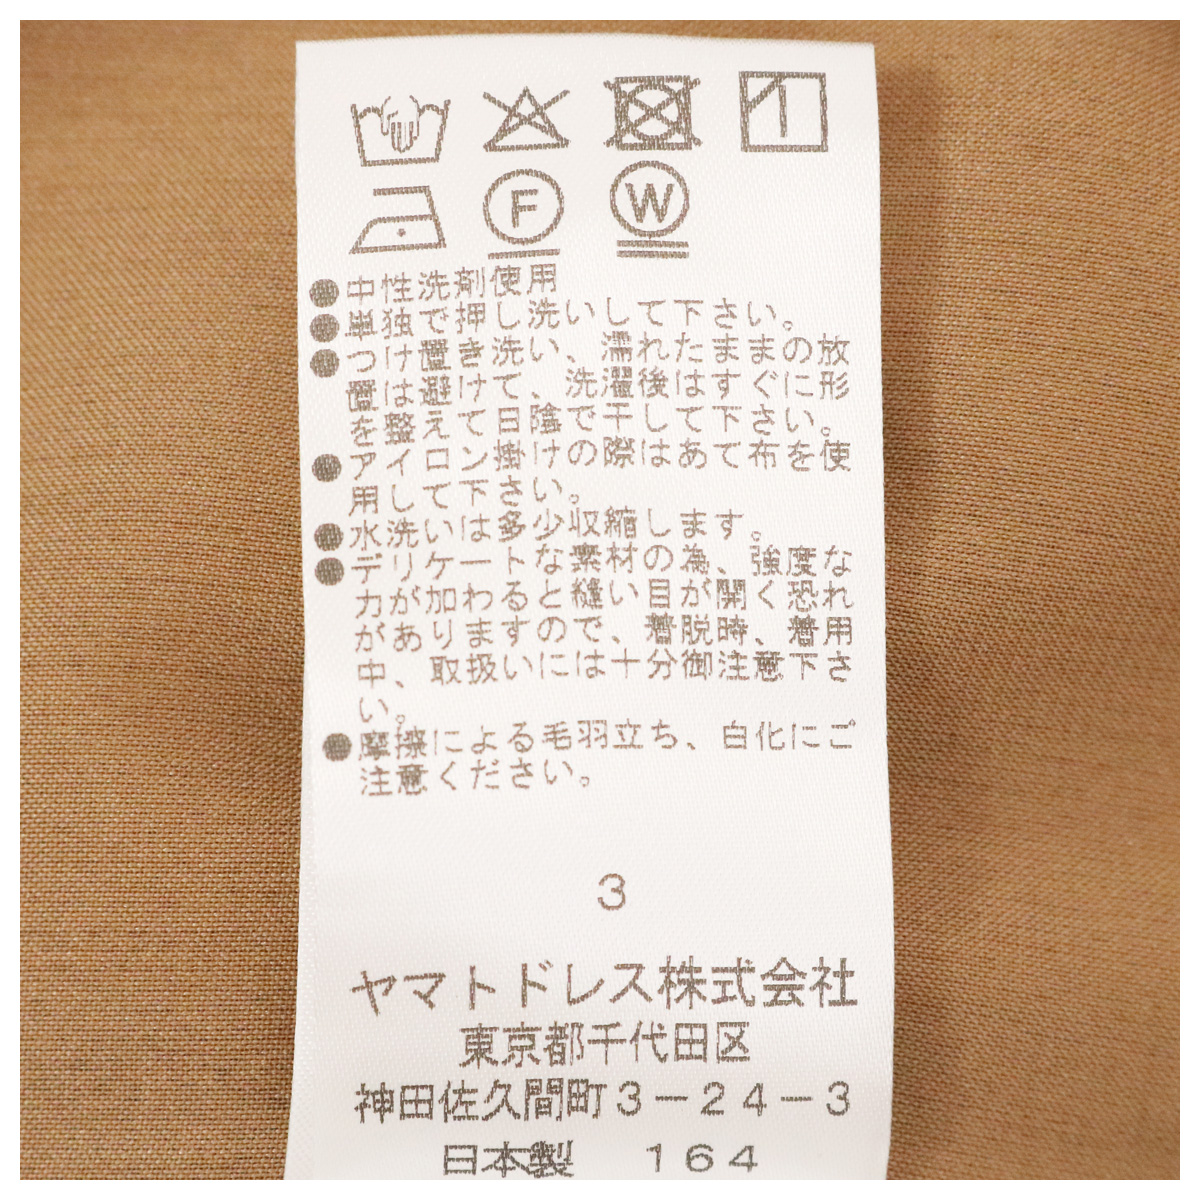 F W
●中性洗剤使用
●単独で押し洗いして下さい。
●つけ置き洗い、濡れたままの放
置は避けて、洗濯後はすぐに形
を整えて日陰で干して下さい。
●アイロン掛けの際はあて布を使
用して下さい。
●水洗いは多少収縮します。
●デリケートな素材の為、強度な
力が加わると縫い目が開く恐れ
がありますので、着脱時、着用
中、取扱いには十分御注意下さ
い。
●摩擦による毛羽立ち、白化にご
注意ください。
3
ヤマトドレス株式会社
東京都千代田区
神田佐久間町3-24-3
日本製 164